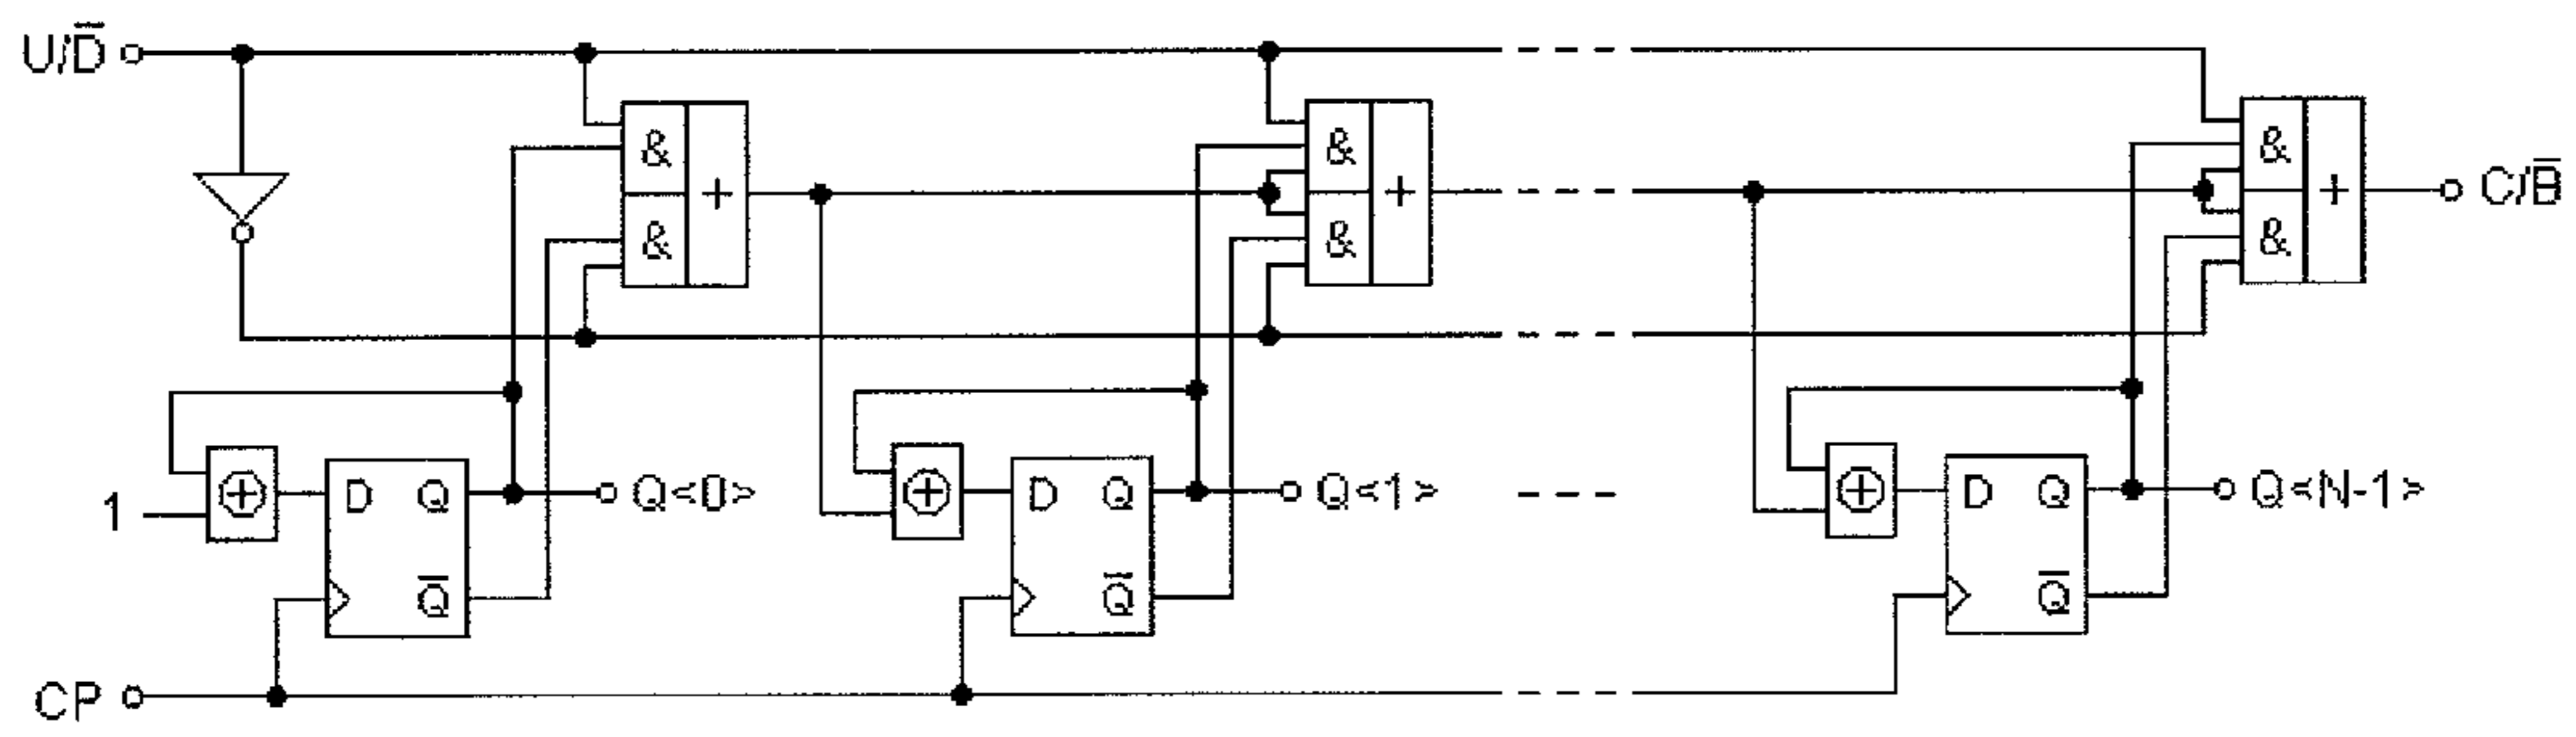 U/D̅
& + & + & +
& & &
C/B̅
1 ⊕ D Q Q<0> ⊕ D Q Q<1> ⊕ D Q Q<N-1>
Q̅ Q̅ Q̅
CP